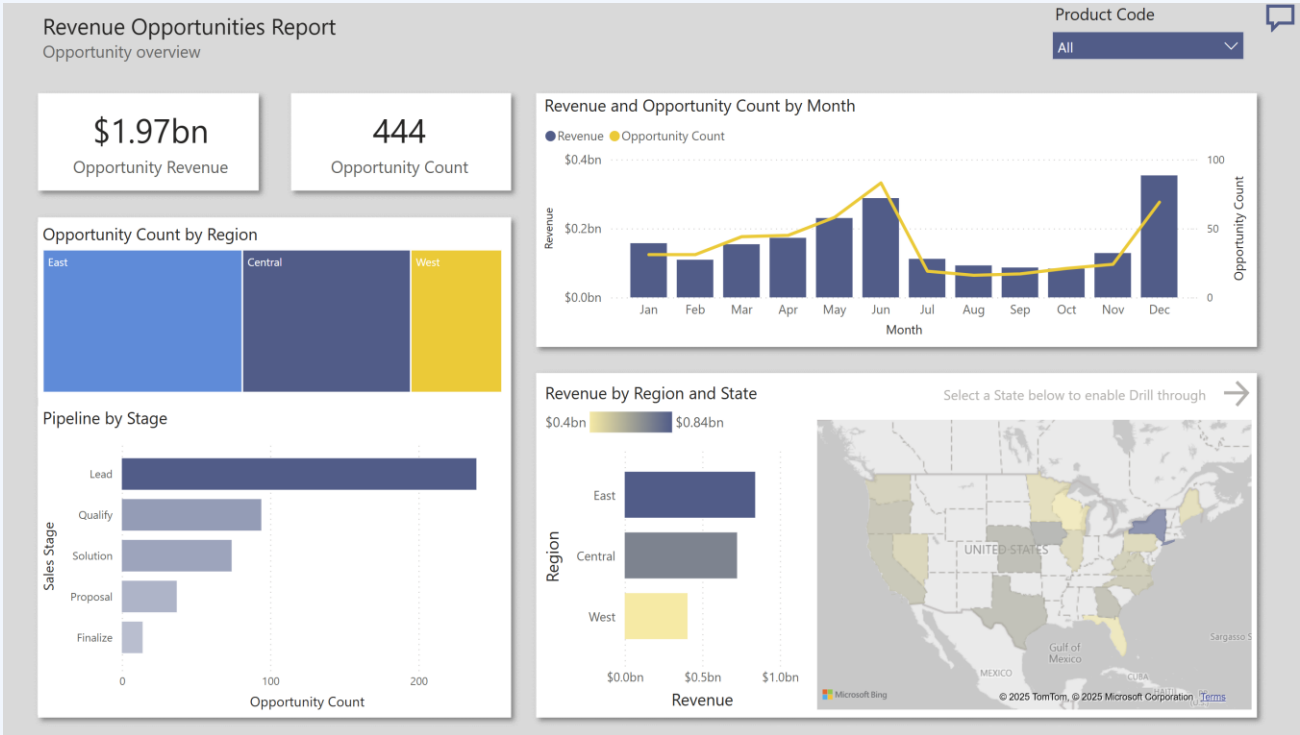 Revenue Opportunities Report
Opportunity overview
Product Code
All
$1.97bn
Opportunity Revenue
444
Opportunity Count
Opportunity Count by Region
East
Central
West
Pipeline by Stage
Sales Stage
Lead
Qualify
Solution
Proposal
Finalize
0
100
200
Opportunity Count
Revenue and Opportunity Count by Month
Revenue
Opportunity Count
$0.4bn
$0.2bn
$0.0bn
Revenue
100
50
0
Opportunity Count
Jan
Feb
Mar
Apr
May
Jun
Jul
Aug
Sep
Oct
Nov
Dec
Month
Revenue by Region and State
Select a State below to enable Drill through
$0.4bn
$0.84bn
Region
East
Central
West
$0.0bn
$0.5bn
$1.0bn
Revenue
UNITED STATES
Gulf of
Mexico
MEXICO
CUBA
Sargasso S
Microsoft Bing
© 2025 TomTom, © 2025 Microsoft Corporation
Terms